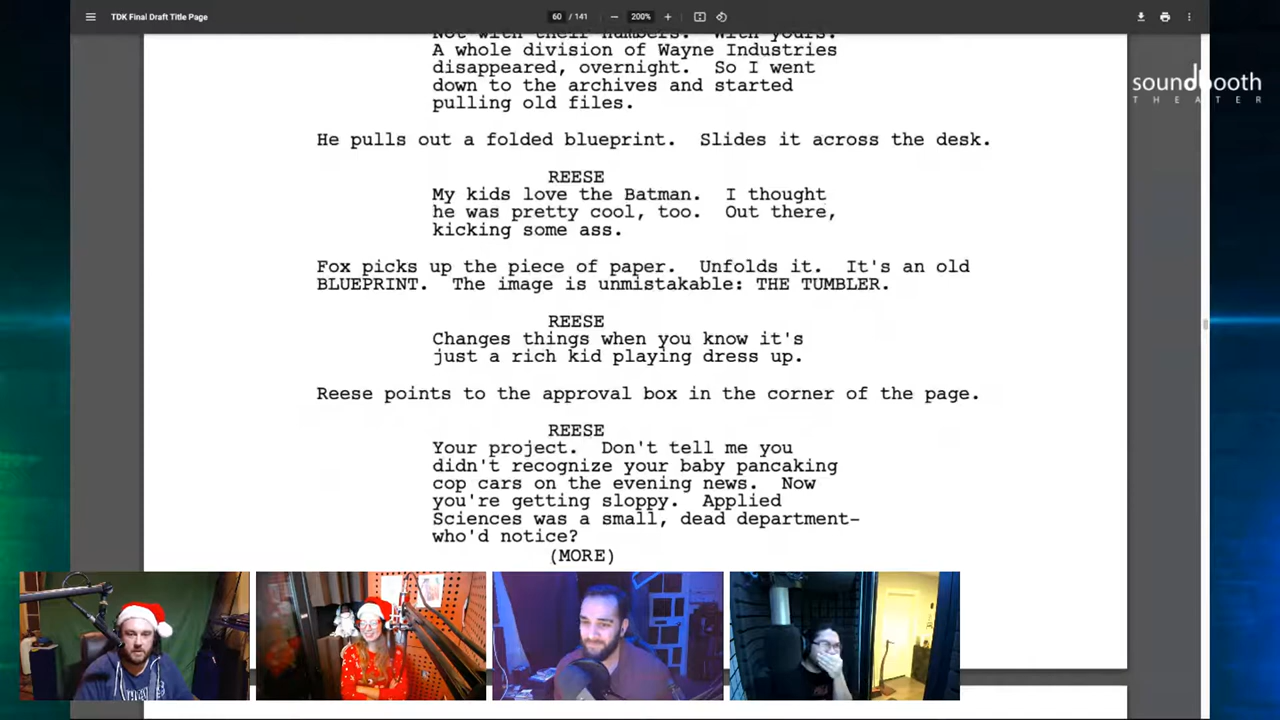 TDK Final Draft Title Page
60 / 141
200%
soundbooth
THEATER
Not with their numbers. With yours.
A whole division of Wayne Industries
disappeared, overnight. So I went
down to the archives and started
pulling old files.
He pulls out a folded blueprint. Slides it across the desk.
REESE
My kids love the Batman. I thought
he was pretty cool, too. Out there,
kicking some ass.
Fox picks up the piece of paper. Unfolds it. It's an old
BLUEPRINT. The image is unmistakable: THE TUMBLER.
REESE
Changes things when you know it's
just a rich kid playing dress up.
Reese points to the approval box in the corner of the page.
REESE
Your project. Don't tell me you
didn't recognize your baby pancaking
cop cars on the evening news. Now
you're getting sloppy. Applied
Sciences was a small, dead department-
who'd notice?
(MORE)